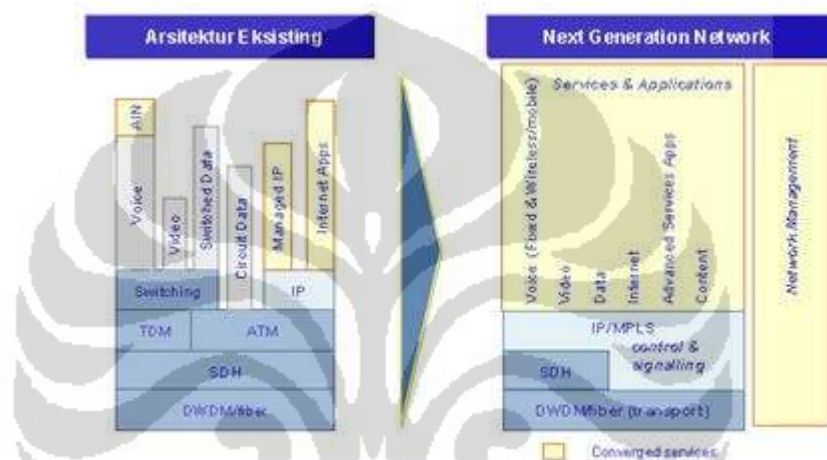 Arsitektur Eksisting
AIN
Voice
Video
Switched Data
Circuit Data
Managed IP
Internet Apps
Switching
IP
TDM
ATM
SDH
DWDM/fiber
Next Generation Network
Services & Applications
Voice (Fixed & Wireless/mobile)
Video
Data
Internet
Advanced Services Apps
Content
IP/MPLS
control &
signalling
SDH
DWDM/fiber (transport)
Network Management
Converged services